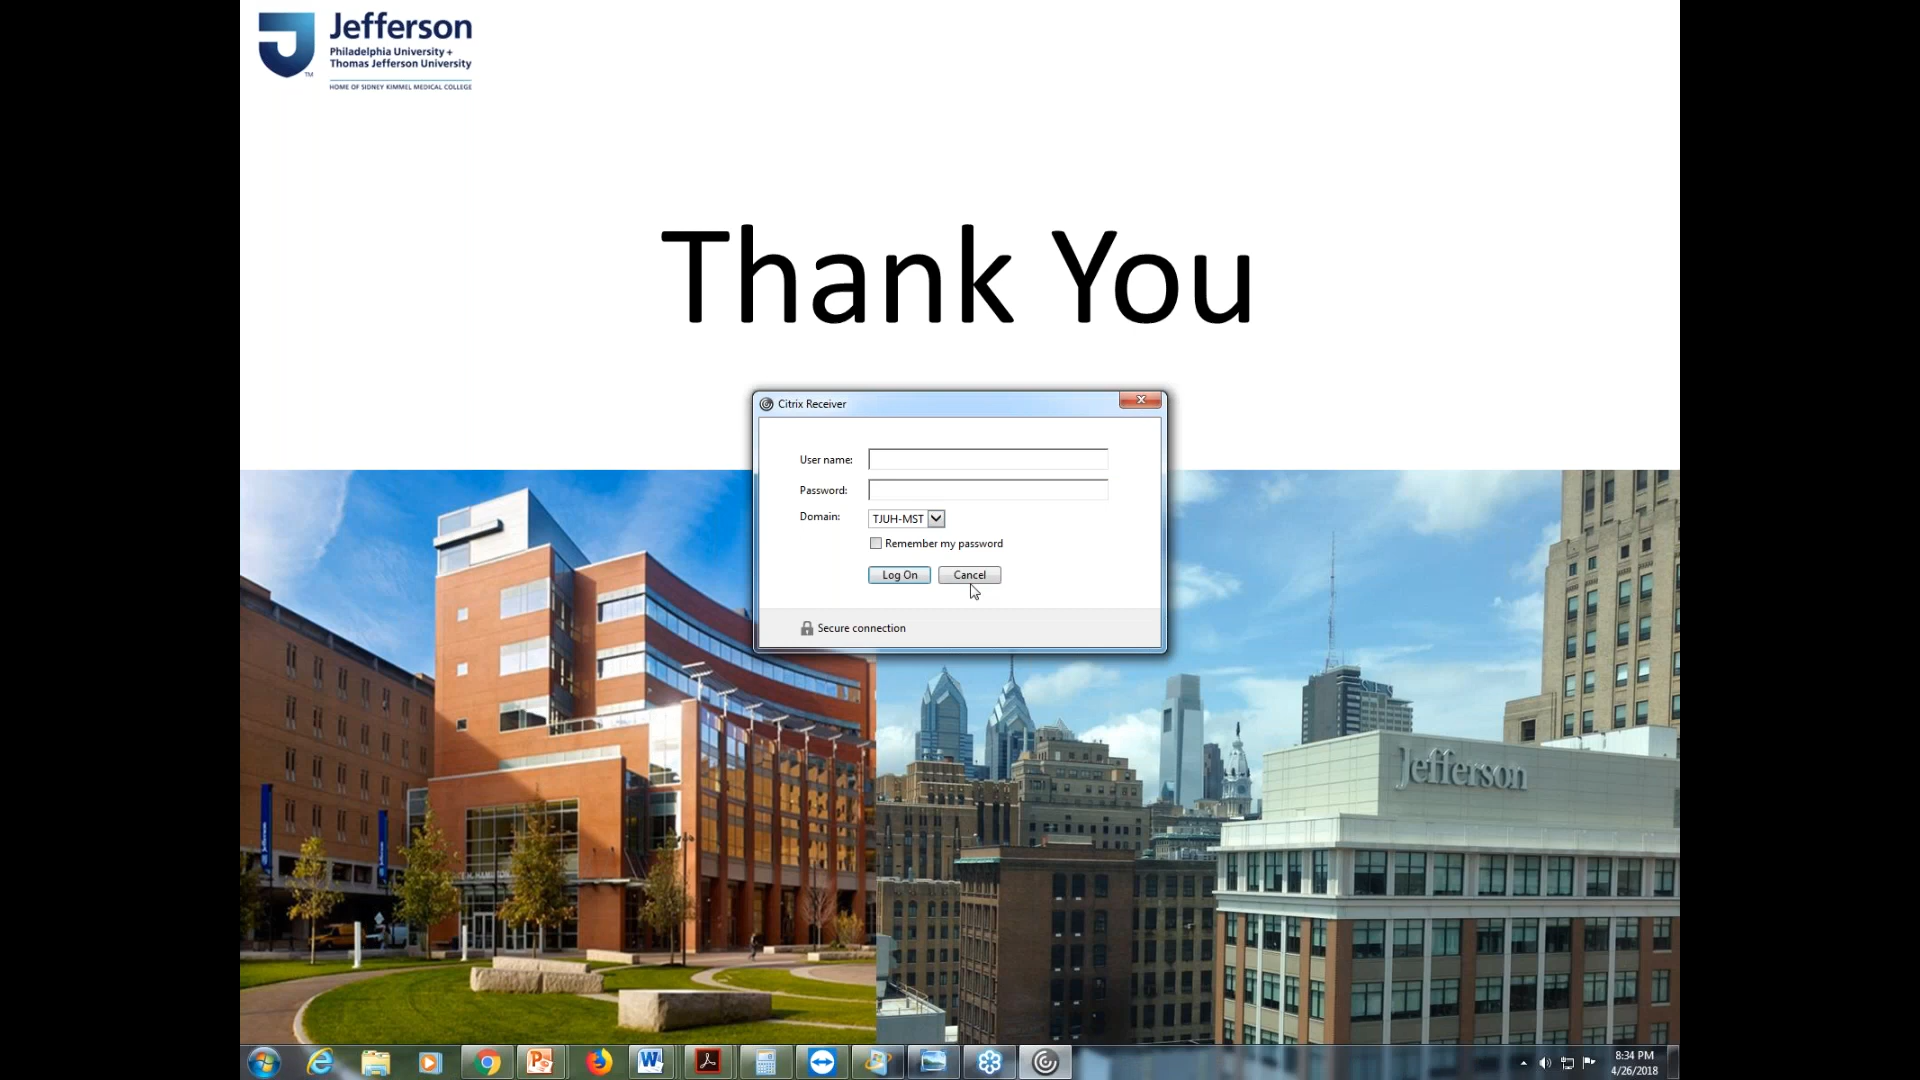 Jefferson
Philadelphia University +
Thomas Jefferson University
TM
HOME OF SIDNEY KIMMEL MEDICAL COLLEGE
Thank You
Citrix Receiver
User name:
Password:
Domain:
TJUH-MST
Remember my password
Log On
Cancel
Secure connection
Jefferson
8:34 PM
4/26/2018